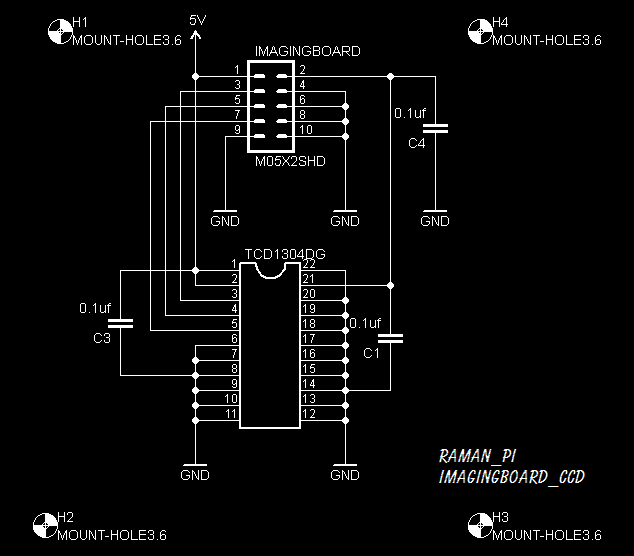 H1
MOUNT-HOLE3.6
5V
H4
MOUNT-HOLE3.6
IMAGINGBOARD
1 2
3 4
5 6
7 8
9 10
M05X2SHD
0.1uf
C4
GND
GND
GND
TCD1304DG
1 22
2 21
3 20
4 19
5 18
6 17
7 16
8 15
9 14
10 13
11 12
0.1uf
C3
0.1uf
C1
GND
GND
RAMAN_PI
IMAGINGBOARD_CCD
H2
MOUNT-HOLE3.6
H3
MOUNT-HOLE3.6